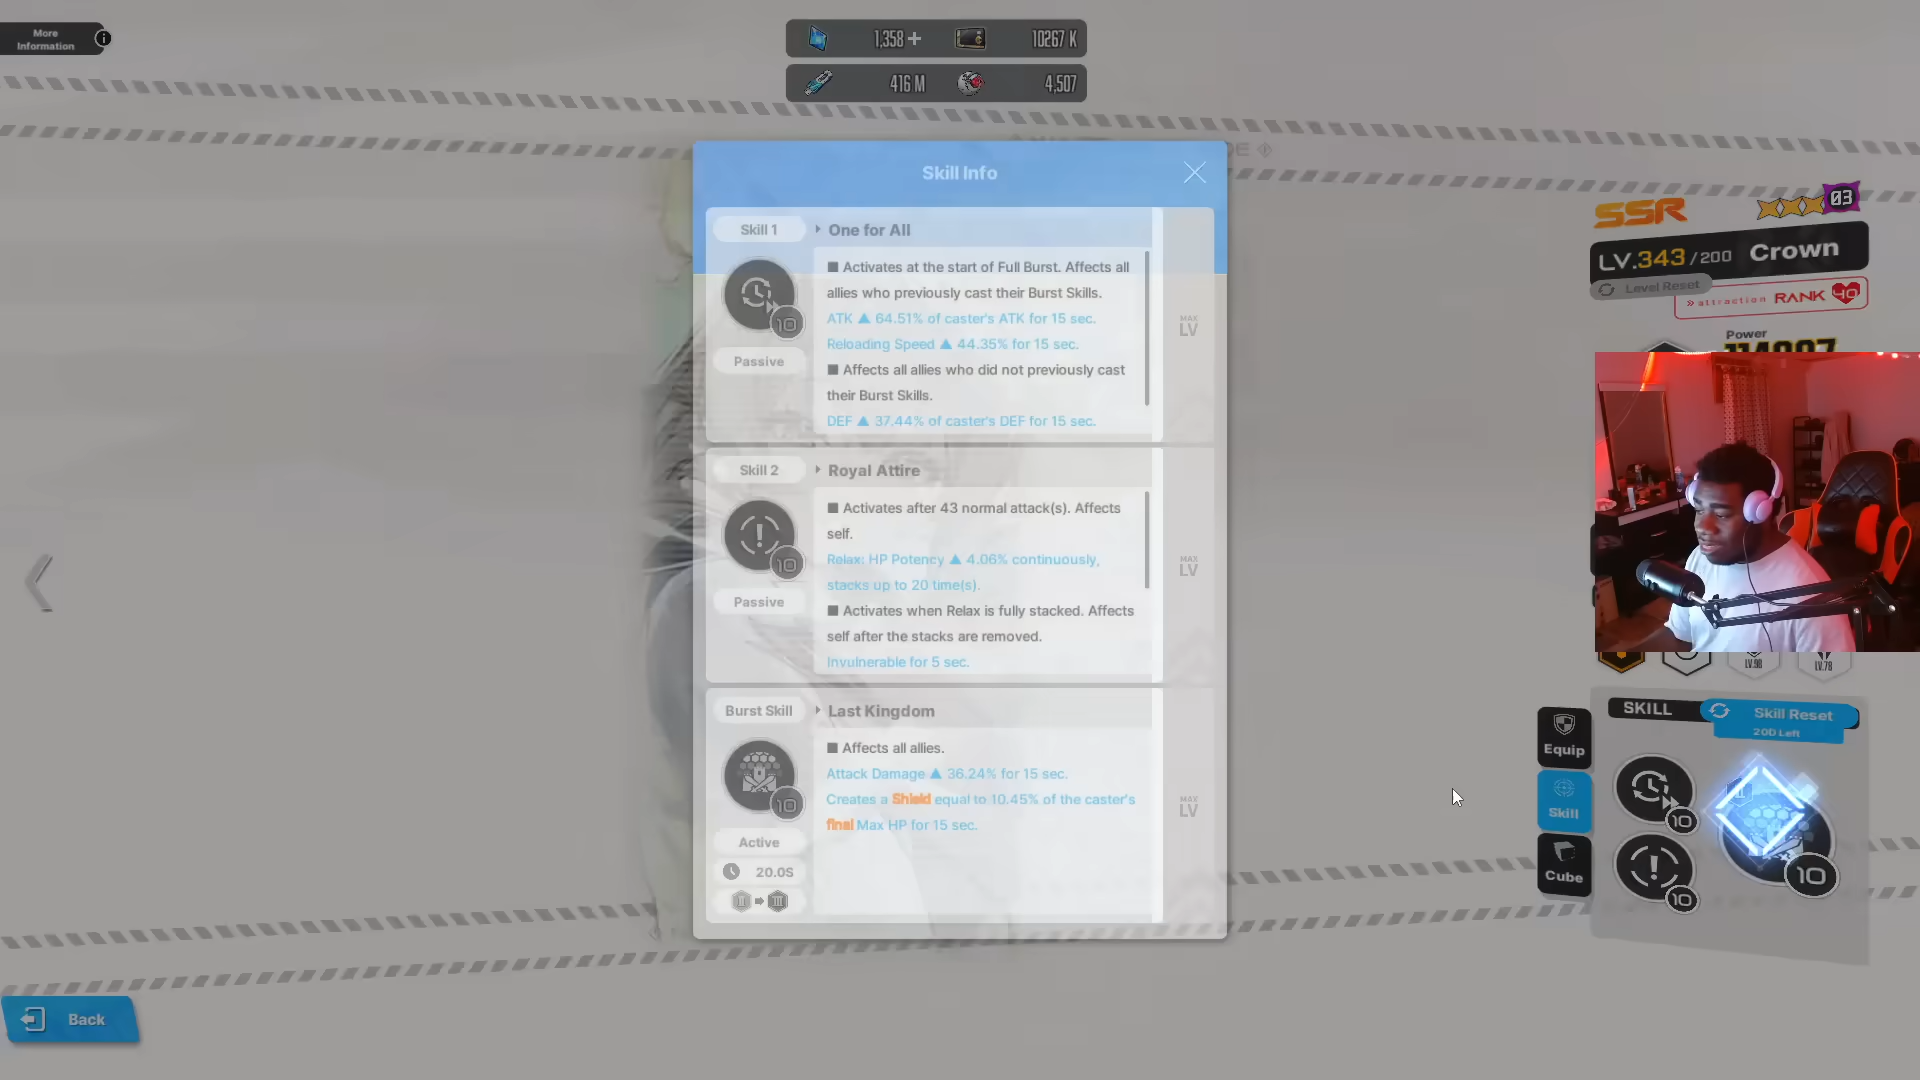 More
Information
1,358
10267 K
416 M
4,507
Skill Info
Skill 1
One for All
10
Passive
■ Activates at the start of Full Burst. Affects all
allies who previously cast their Burst Skills.
ATK ▲ 64.51% of caster's ATK for 15 sec.
Reloading Speed ▲ 44.35% for 15 sec.
■ Affects all allies who did not previously cast
their Burst Skills.
DEF ▲ 37.44% of caster's DEF for 15 sec.
MAX
LV
Skill 2
Royal Attire
10
Passive
■ Activates after 43 normal attack(s). Affects
self.
Relax: HP Potency ▲ 4.06% continuously,
stacks up to 20 time(s).
■ Activates when Relax is fully stacked. Affects
self after the stacks are removed.
Invulnerable for 5 sec.
MAX
LV
Burst Skill
Last Kingdom
10
Active
20.0S
■ Affects all allies.
Attack Damage ▲ 36.24% for 15 sec.
Creates a Shield equal to 10.45% of the caster's
final Max HP for 15 sec.
MAX
LV
SSR
03
LV.343/200 Crown
Level Reset
attraction RANK 40
Power
SKILL
Skill Reset
20D Left
Equip
Skill
Cube
10
10
10
Back